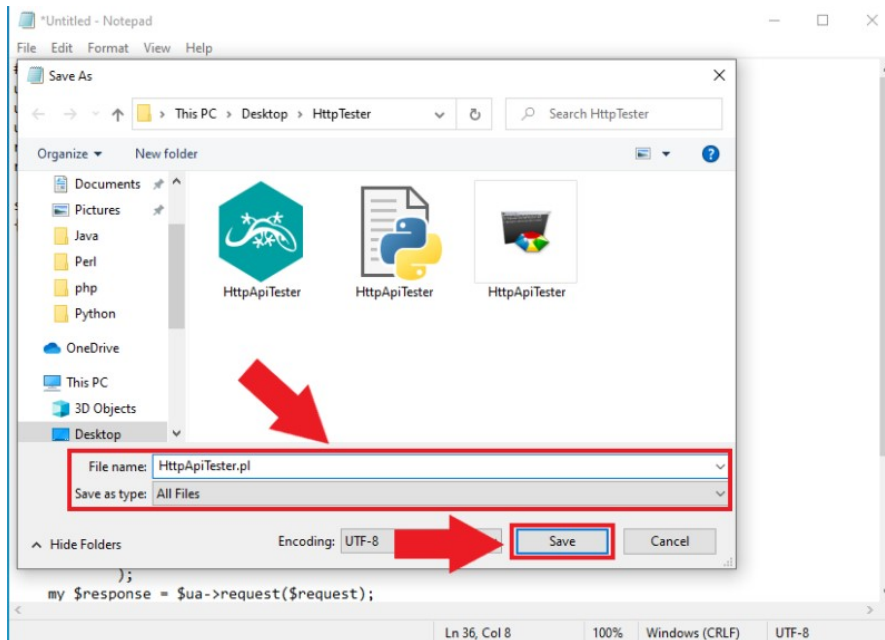 *Untitled - Notepad
File Edit Format View Help
Save As
This PC > Desktop > HttpTester
Search HttpTester
Organize New folder
Documents
Pictures
Java
Perl
php
Python
OneDrive
This PC
3D Objects
Desktop
HttpApiTester HttpApiTester HttpApiTester
File name: HttpApiTester.pl
Save as type: All Files
Hide Folders
Encoding: UTF-8
Save Cancel
);
my $response = $ua->request($request);
Ln 36, Col 8 100% Windows (CRLF) UTF-8